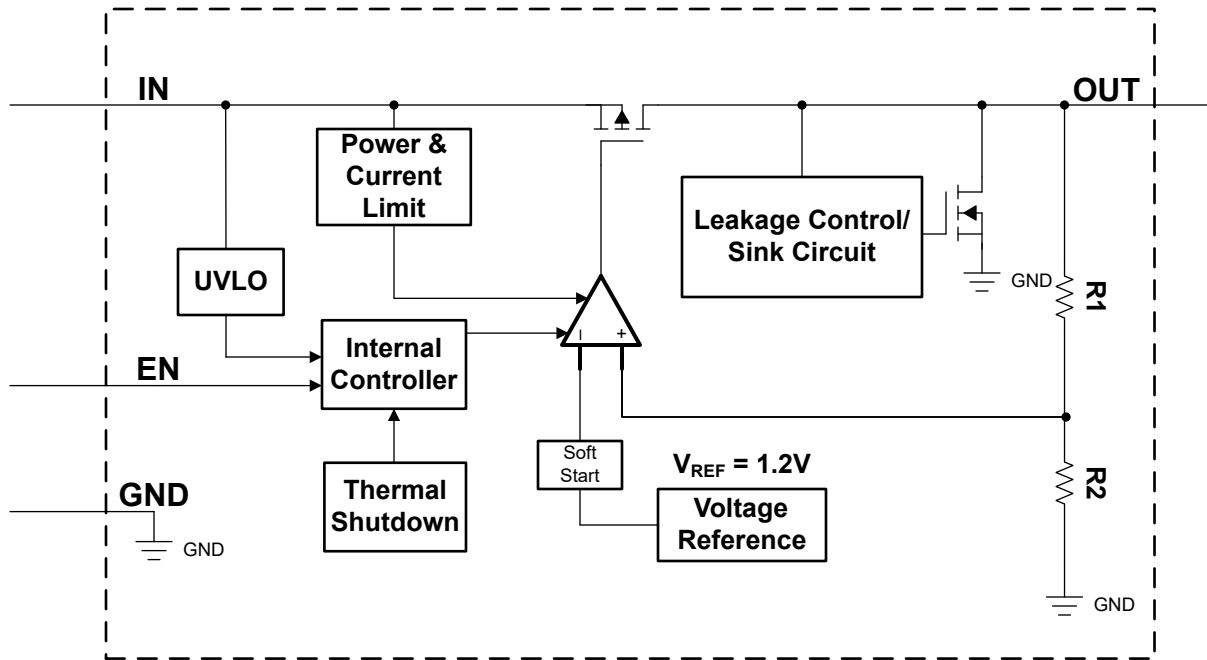 IN
OUT
Power &
Current
Limit
Leakage Control/
Sink Circuit
GND
R1
UVLO
Internal
Controller
EN
- +
Soft
Start
VREF = 1.2V
Voltage
Reference
R2
Thermal
Shutdown
GND
GND
GND